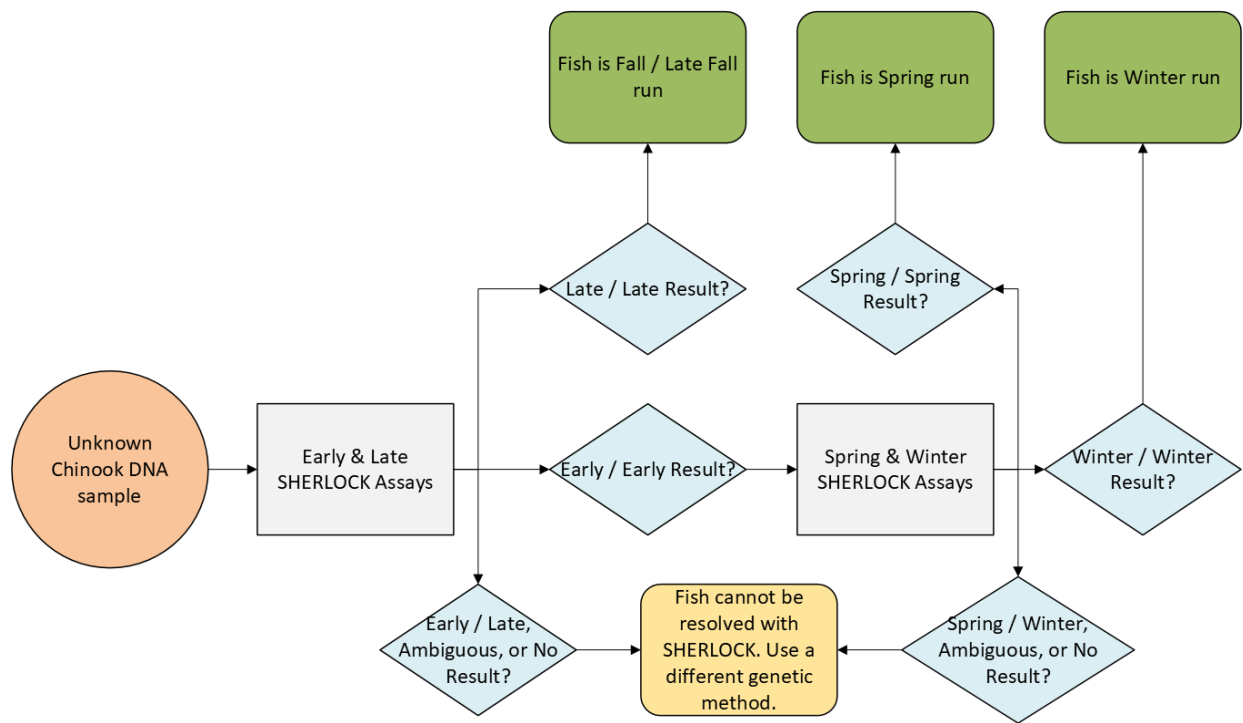 Fish is Fall / Late Fall
run
Fish is Spring run
Fish is Winter run
Late / Late Result?
Spring / Spring
Result?
Unknown
Chinook DNA
sample
Early & Late
SHERLOCK Assays
Early / Early Result?
Spring & Winter
SHERLOCK Assays
Winter / Winter
Result?
Early / Late,
Ambiguous, or No
Result?
Fish cannot be
resolved with
SHERLOCK. Use a
different genetic
method.
Spring / Winter,
Ambiguous, or No
Result?